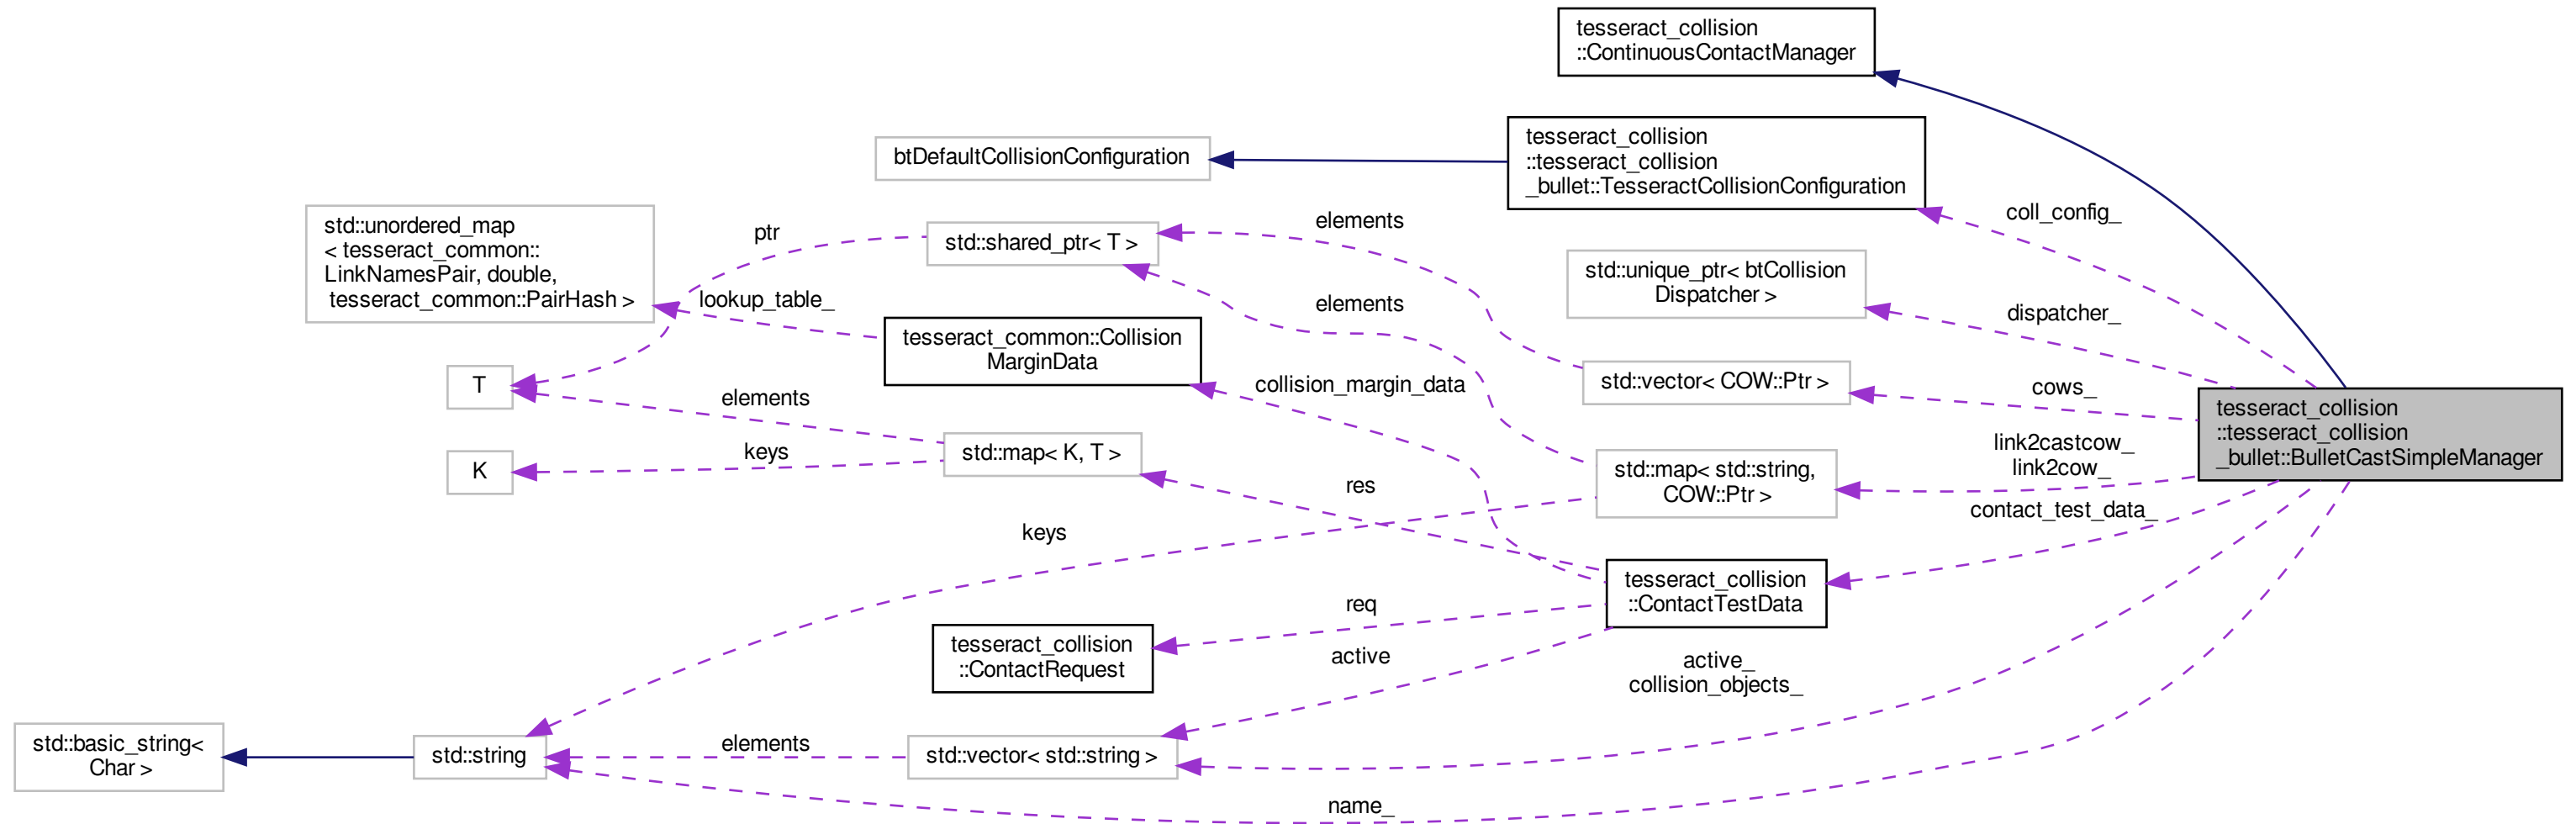 tesseract_collision
::ContinuousContactManager
tesseract_collision
::tesseract_collision
_bullet::TesseractCollisionConfiguration
btDefaultCollisionConfiguration
coll_config_
std::unordered_map
< tesseract_common::
LinkNamesPair, double,
tesseract_common::PairHash >
ptr
std::shared_ptr< T >
elements
std::unique_ptr< btCollision
Dispatcher >
dispatcher_
lookup_table_
elements
tesseract_common::Collision
MarginData
T
elements
collision_margin_data
std::vector< COW::Ptr >
cows_
tesseract_collision
::tesseract_collision
_bullet::BulletCastSimpleManager
K
keys
std::map< K, T >
res
std::map< std::string,
COW::Ptr >
link2castcow_
link2cow_
contact_test_data_
keys
tesseract_collision
::ContactTestData
req
tesseract_collision
::ContactRequest
active
active_
collision_objects_
std::basic_string<
Char >
std::string
elements
std::vector< std::string >
name_